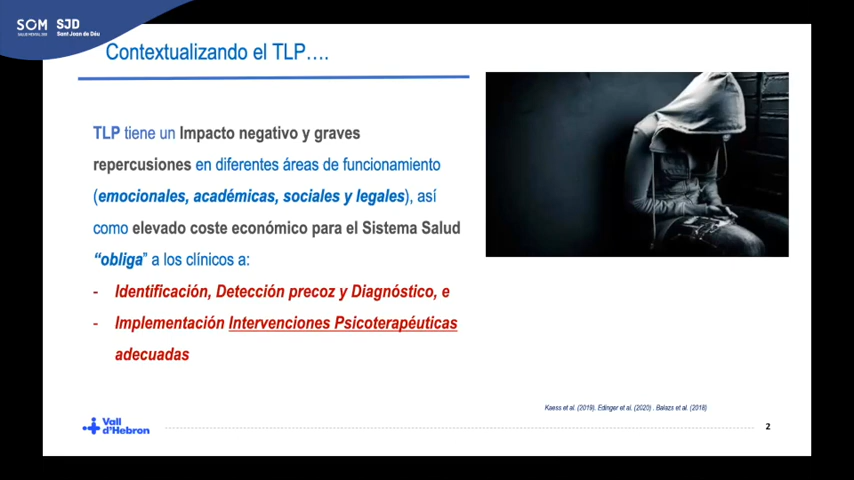 SOM
SALUD MENTAL 360
SJD
Sant Joan de Déu
Contextualizando el TLP….
TLP tiene un Impacto negativo y graves
repercusiones en diferentes áreas de funcionamiento
(emocionales, académicas, sociales y legales), así
como elevado coste económico para el Sistema Salud
“obliga” a los clínicos a:
- Identificación, Detección precoz y Diagnóstico, e
- Implementación Intervenciones Psicoterapéuticas
adecuadas
Kaess et al. (2019), Edinger et al. (2020) , Baleza et al. (2018)
Vall
d'Hebron
2